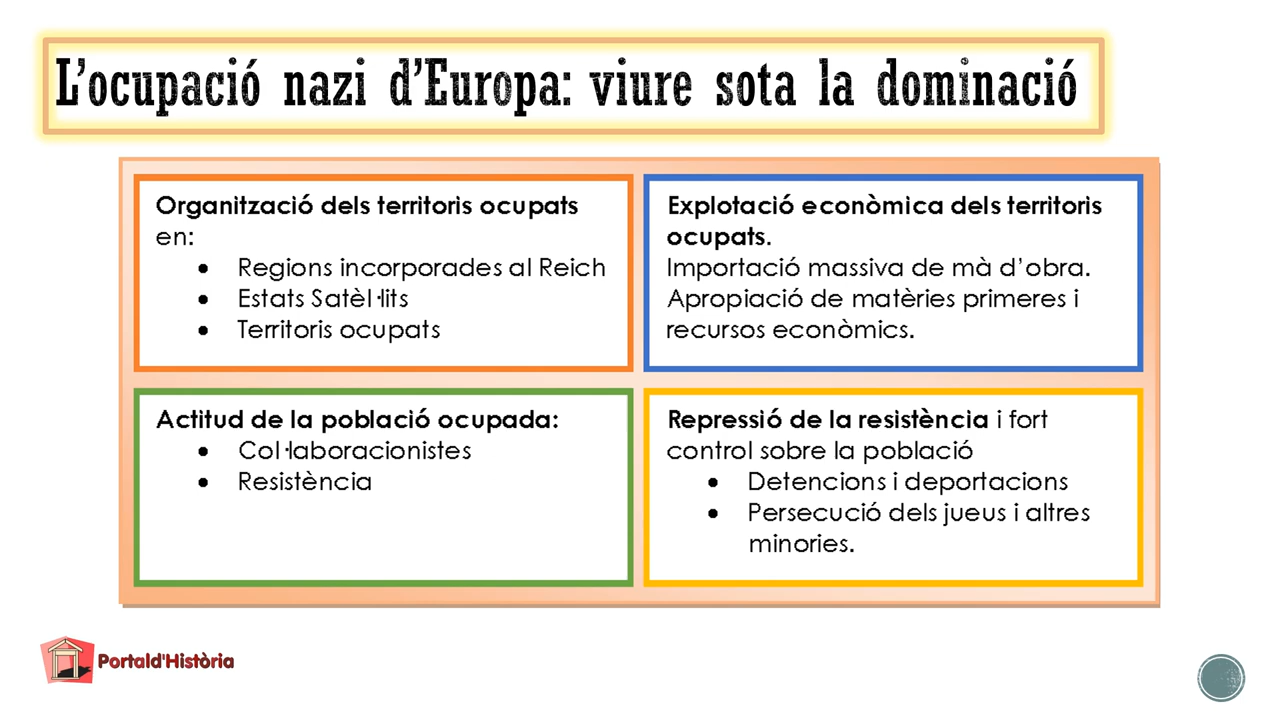 L'ocupació nazi d'Europa: viure sota la dominació
Organització dels territoris ocupats
en:
• Regions incorporades al Reich
• Estats Satèl·lits
• Territoris ocupats
Explotació econòmica dels territoris
ocupats.
Importació massiva de mà d'obra.
Apropiació de matèries primeres i
recursos econòmics.
Actitud de la població ocupada:
• Col·laboracionistes
• Resistència
Repressió de la resistència i fort
control sobre la població
• Detencions i deportacions
• Persecució dels jueus i altres
minories.
Portald'Història